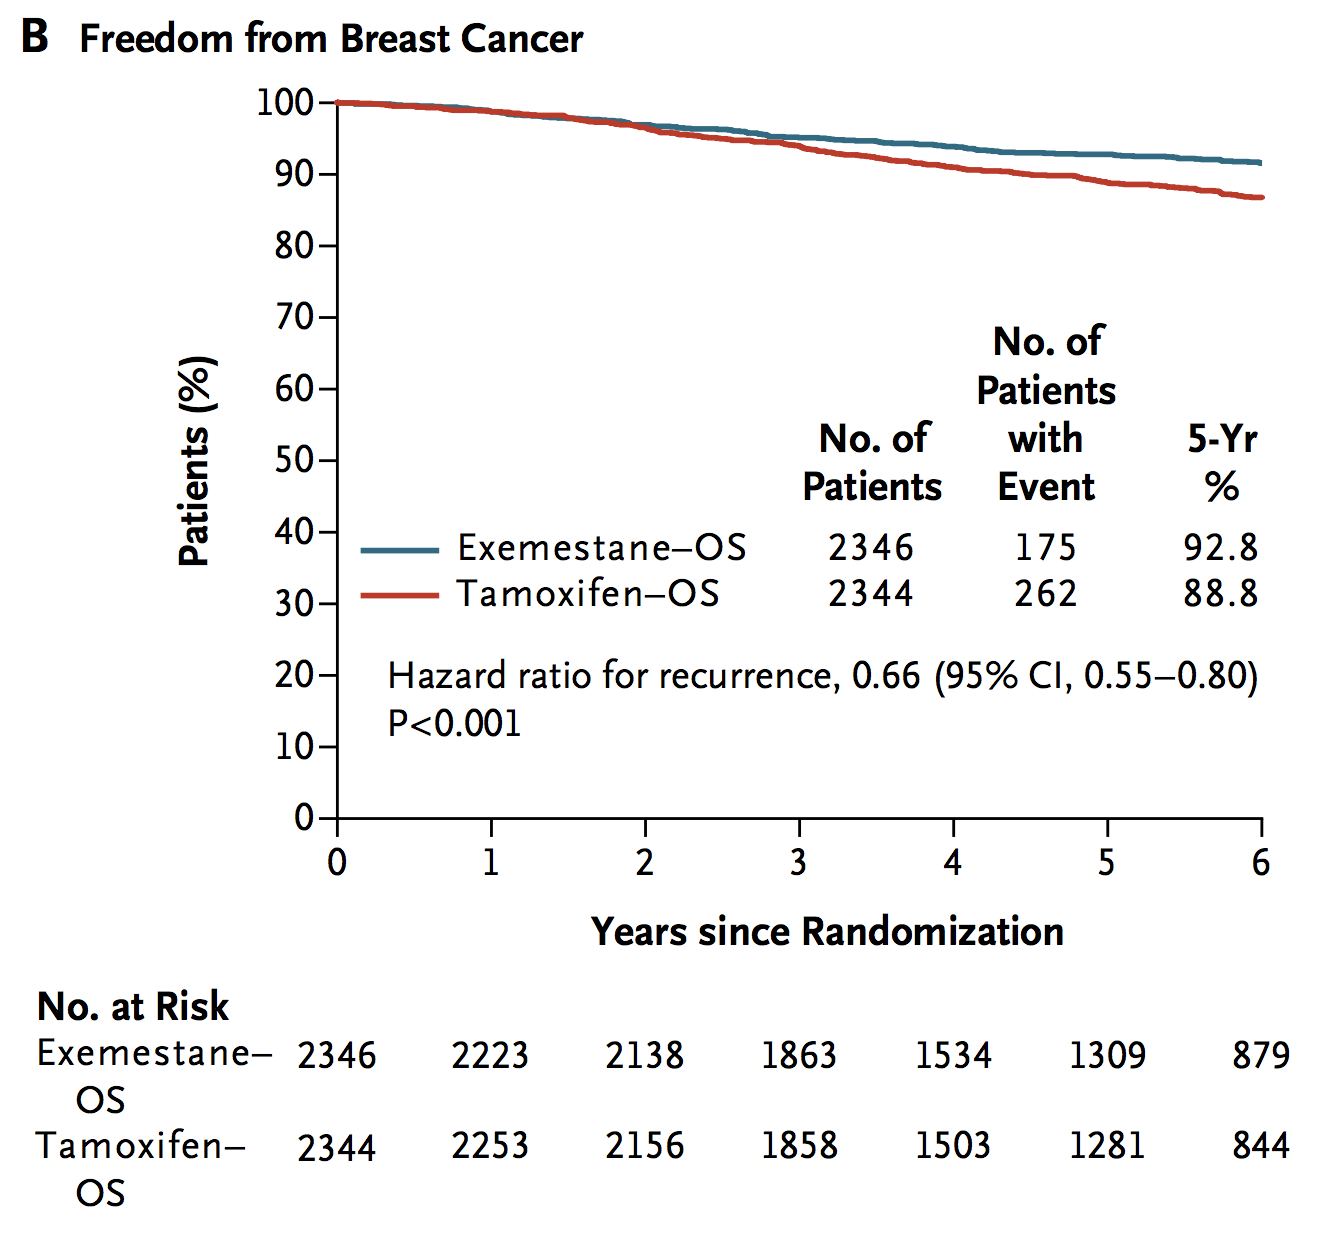 B Freedom from Breast Cancer
100
90
80
70
60
50
40
30
20
10
0
Patients (%)
No. of Patients
No. of Patients with Event
5-Yr %
Exemestane–OS 2346 175 92.8
Tamoxifen–OS 2344 262 88.8
Hazard ratio for recurrence, 0.66 (95% CI, 0.55–0.80)
P<0.001
0 1 2 3 4 5 6
Years since Randomization
No. at Risk
Exemestane–OS 2346 2223 2138 1863 1534 1309 879
Tamoxifen–OS 2344 2253 2156 1858 1503 1281 844